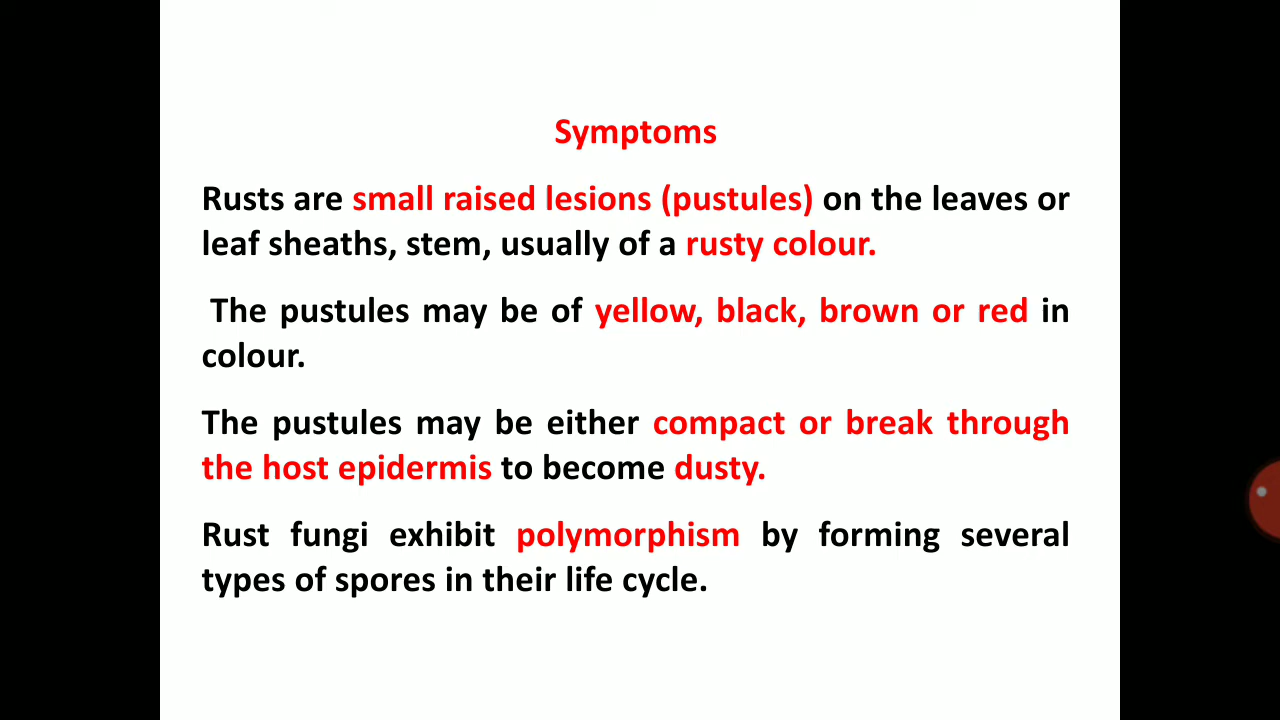 Symptoms
Rusts are small raised lesions (pustules) on the leaves or
leaf sheaths, stem, usually of a rusty colour.
The pustules may be of yellow, black, brown or red in
colour.
The pustules may be either compact or break through
the host epidermis to become dusty.
Rust fungi exhibit polymorphism by forming several
types of spores in their life cycle.